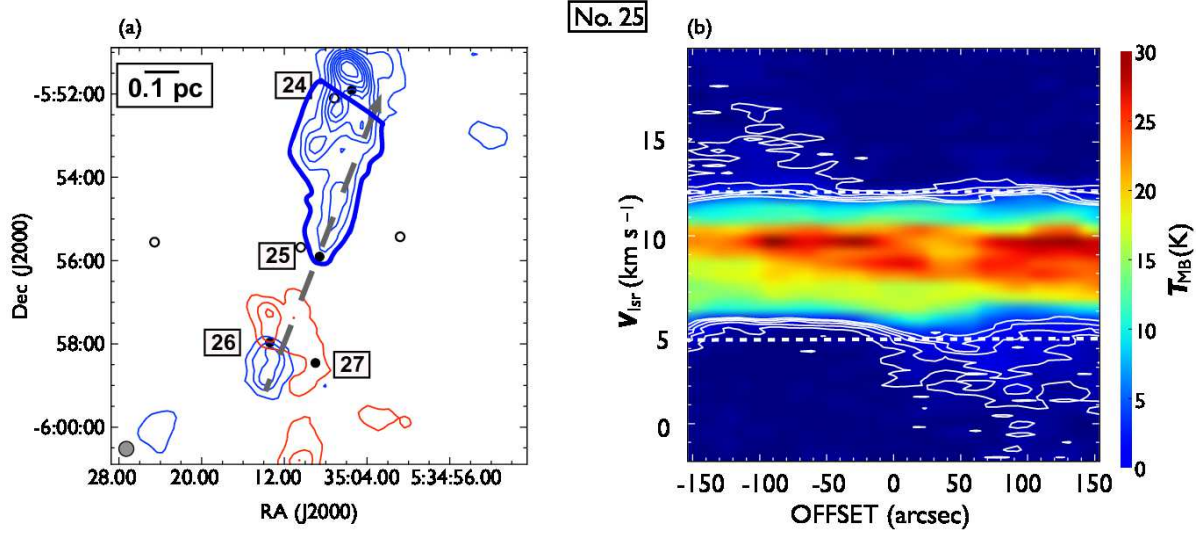 No. 25
(a)
(b)
0.1 pc
24
25
26
27
-5:52:00
54:00
56:00
58:00
-6:00:00
Dec (J2000)
28.00 20.00 12.00 35:04.00 5:34:56.00
RA (J2000)
15
10
5
0
Vlsr (km s −1)
-150 -100 -50 0 50 100 150
OFFSET (arcsec)
30
25
20
15
10
5
0
TMB(K)